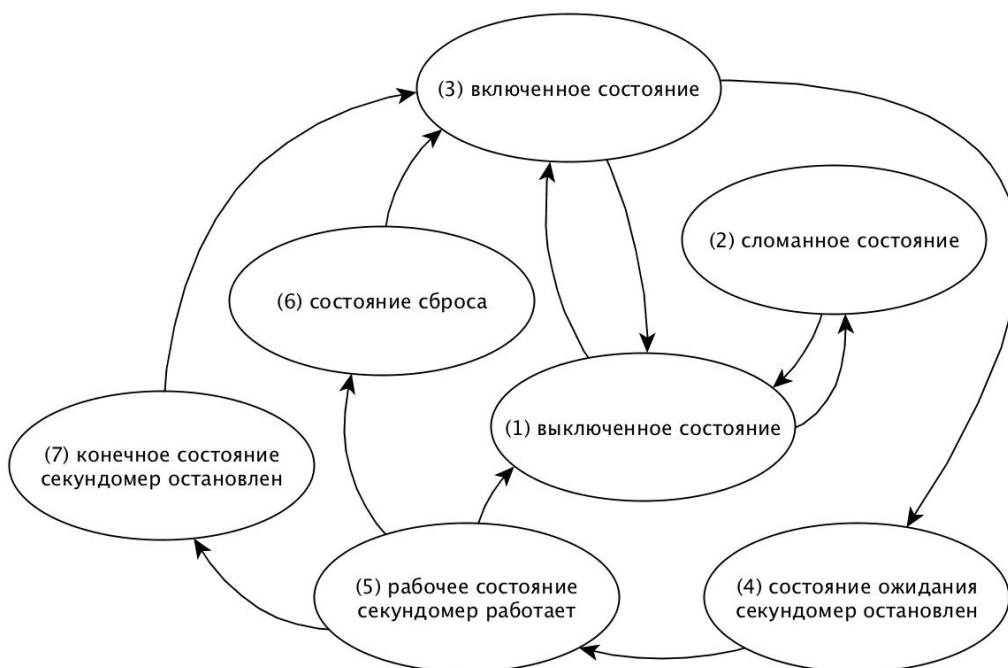 (3) включенное состояние
(2) сломанное состояние
(6) состояние сброса
(1) выключенное состояние
(7) конечное состояние
секундомер остановлен
(5) рабочее состояние
секундомер работает
(4) состояние ожидания
секундомер остановлен